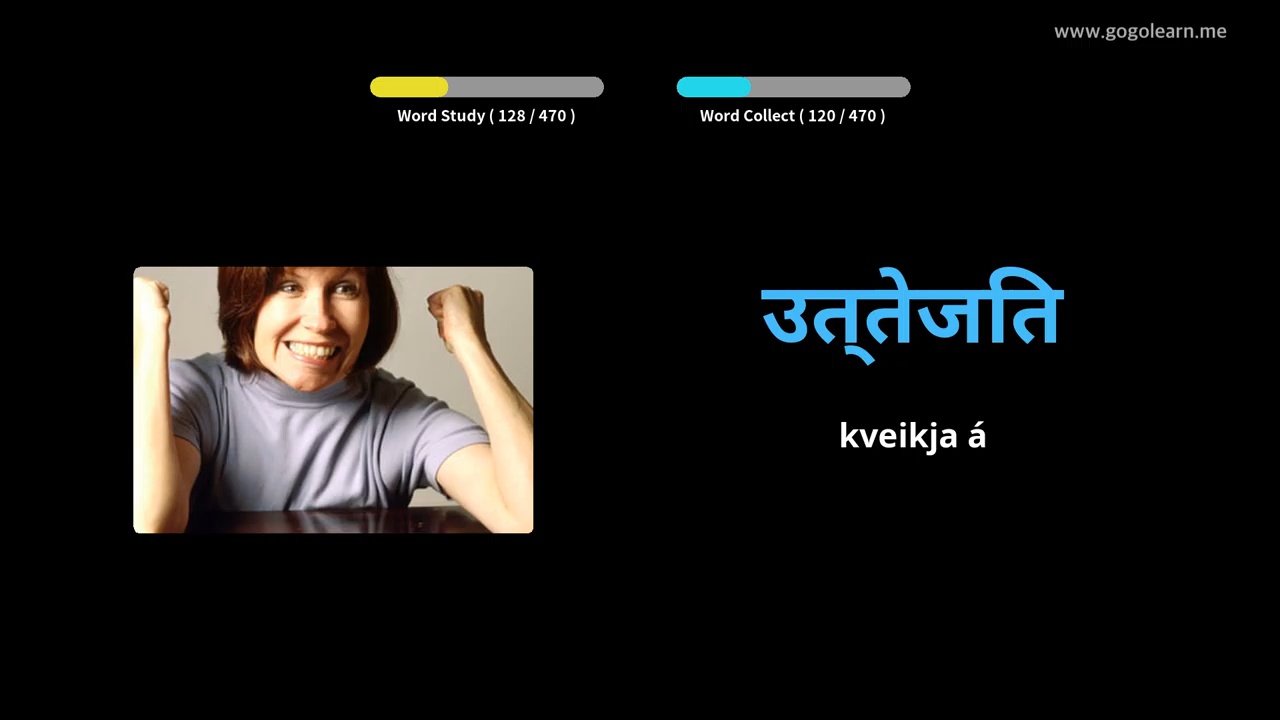 www.gogolearn.me
Word Study ( 128 / 470 )
Word Collect ( 120 / 470 )
उत्‌तेजति
kveikja á